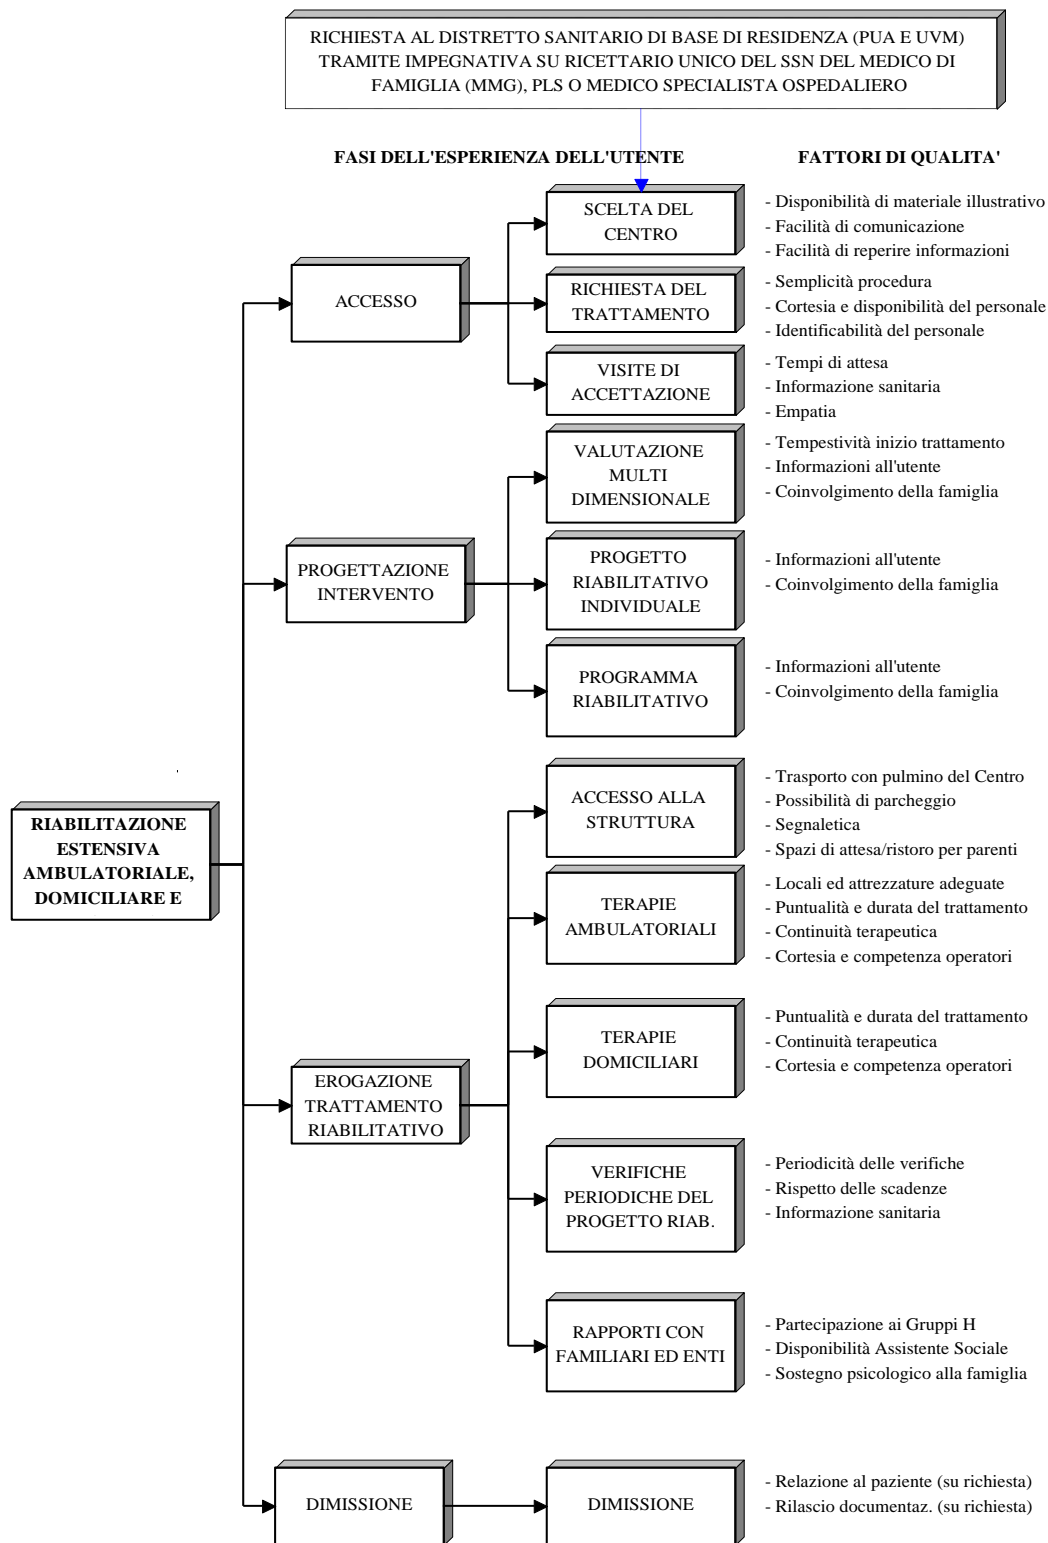 RICHIESTA AL DISTRETTO SANITARIO DI BASE DI RESIDENZA (PUA E UVM)
TRAMITE IMPEGNATIVA SU RICETTARIO UNICO DEL SSN DEL MEDICO DI
FAMIGLIA (MMG), PLS O MEDICO SPECIALISTA OSPEDALIERO
FASI DELL'ESPERIENZA DELL'UTENTE
FATTORI DI QUALITA'
SCELTA DEL
CENTRO
- Disponibilità di materiale illustrativo
- Facilità di comunicazione
- Facilità di reperire informazioni
ACCESSO
RICHIESTA DEL
TRATTAMENTO
- Semplicità procedura
- Cortesia e disponibilità del personale
- Identificabilità del personale
VISITE DI
ACCETTAZIONE
- Tempi di attesa
- Informazione sanitaria
- Empatia
VALUTAZIONE
MULTI
DIMENSIONALE
- Tempestività inizio trattamento
- Informazioni all'utente
- Coinvolgimento della famiglia
PROGETTAZIONE
INTERVENTO
PROGETTO
RIABILITATIVO
INDIVIDUALE
- Informazioni all'utente
- Coinvolgimento della famiglia
PROGRAMMA
RIABILITATIVO
- Informazioni all'utente
- Coinvolgimento della famiglia
RIABILITAZIONE
ESTENSIVA
AMBULATORIALE,
DOMICILIARE E
ACCESSO ALLA
STRUTTURA
- Trasporto con pulmino del Centro
- Possibilità di parcheggio
- Segnaletica
- Spazi di attesa/ristoro per parenti
TERAPIE
AMBULATORIALI
- Locali ed attrezzature adeguate
- Puntualità e durata del trattamento
- Continuità terapeutica
- Cortesia e competenza operatori
TERAPIE
DOMICILIARI
- Puntualità e durata del trattamento
- Continuità terapeutica
- Cortesia e competenza operatori
EROGAZIONE
TRATTAMENTO
RIABILITATIVO
VERIFICHE
PERIODICHE DEL
PROGETTO RIAB.
- Periodicità delle verifiche
- Rispetto delle scadenze
- Informazione sanitaria
RAPPORTI CON
FAMILIARI ED ENTI
- Partecipazione ai Gruppi H
- Disponibilità Assistente Sociale
- Sostegno psicologico alla famiglia
DIMISSIONE
DIMISSIONE
- Relazione al paziente (su richiesta)
- Rilascio documentaz. (su richiesta)